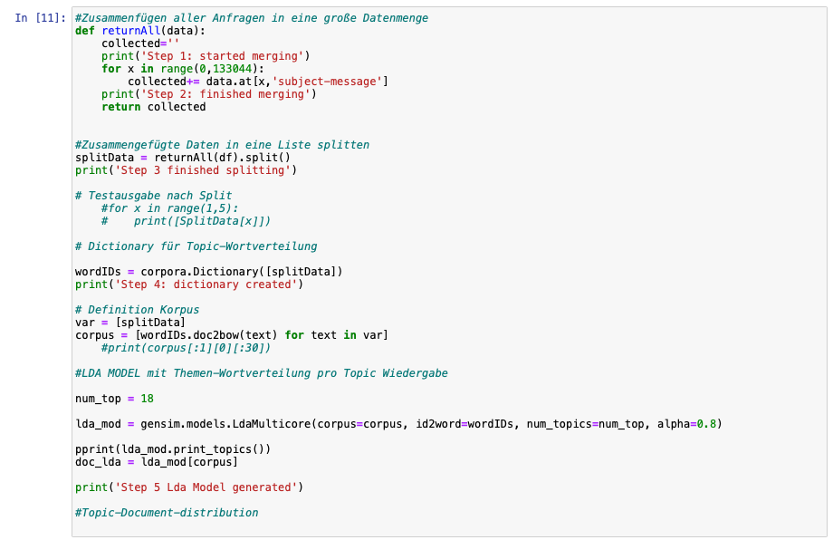 In [11]: #Zusammenfügen aller Anfragen in eine große Datenmenge
def returnAll(data):
    collected=''
    print('Step 1: started merging')
    for x in range(0,133044):
        collected+= data.at[x,'subject-message']
    print('Step 2: finished merging')
    return collected
#Zusammengefügte Daten in eine Liste splitten
splitData = returnAll(df).split()
print('Step 3 finished splitting')
# Testausgabe nach Split
    #for x in range(1,5):
    #    print([SplitData[x]])
# Dictionary für Topic-Wortverteilung
wordIDs = corpora.Dictionary([splitData])
print('Step 4: dictionary created')
# Definition Korpus
var = [splitData]
corpus = [wordIDs.doc2bow(text) for text in var]
    #print(corpus[:1][0][:30])
#LDA MODEL mit Themen-Wortverteilung pro Topic Wiedergabe
num_top = 18
lda_mod = gensim.models.LdaMulticore(corpus=corpus, id2word=wordIDs, num_topics=num_top, alpha=0.8)
pprint(lda_mod.print_topics())
doc_lda = lda_mod[corpus]
print('Step 5 Lda Model generated')
#Topic-Document-distribution